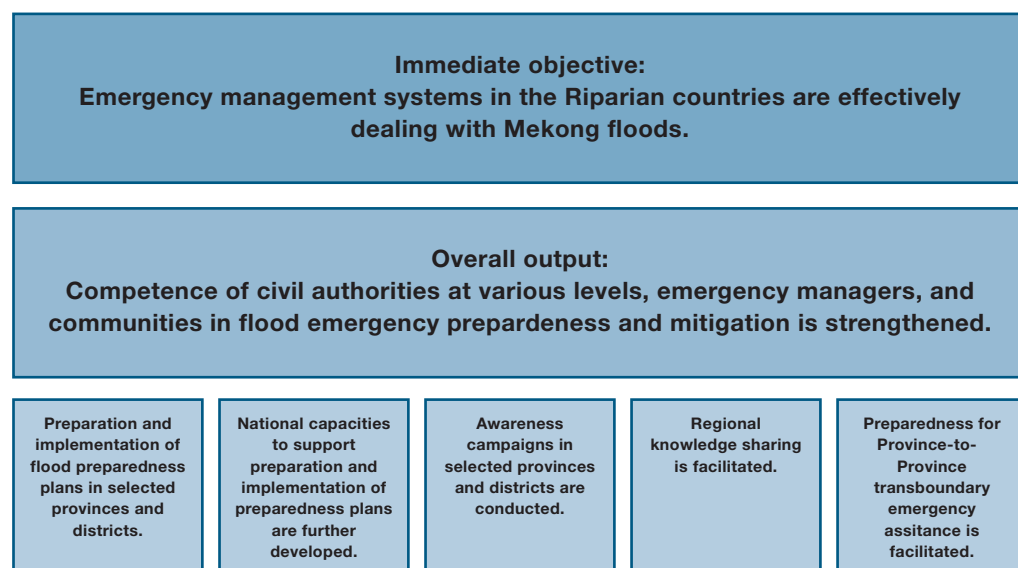 Immediate objective:
Emergency management systems in the Riparian countries are effectively
dealing with Mekong floods.
Overall output:
Competence of civil authorities at various levels, emergency managers, and
communities in flood emergency prepardeness and mitigation is strengthened.
Preparation and
implementation of
flood preparedness
plans in selected
provinces and
districts.
National capacities
to support
preparation and
implementation of
preparedness plans
are further
developed.
Awareness
campaigns in
selected provinces
and districts are
conducted.
Regional
knowledge sharing
is facilitated.
Preparedness for
Province-to-
Province
transboundary
emergency
assitance is
facilitated.